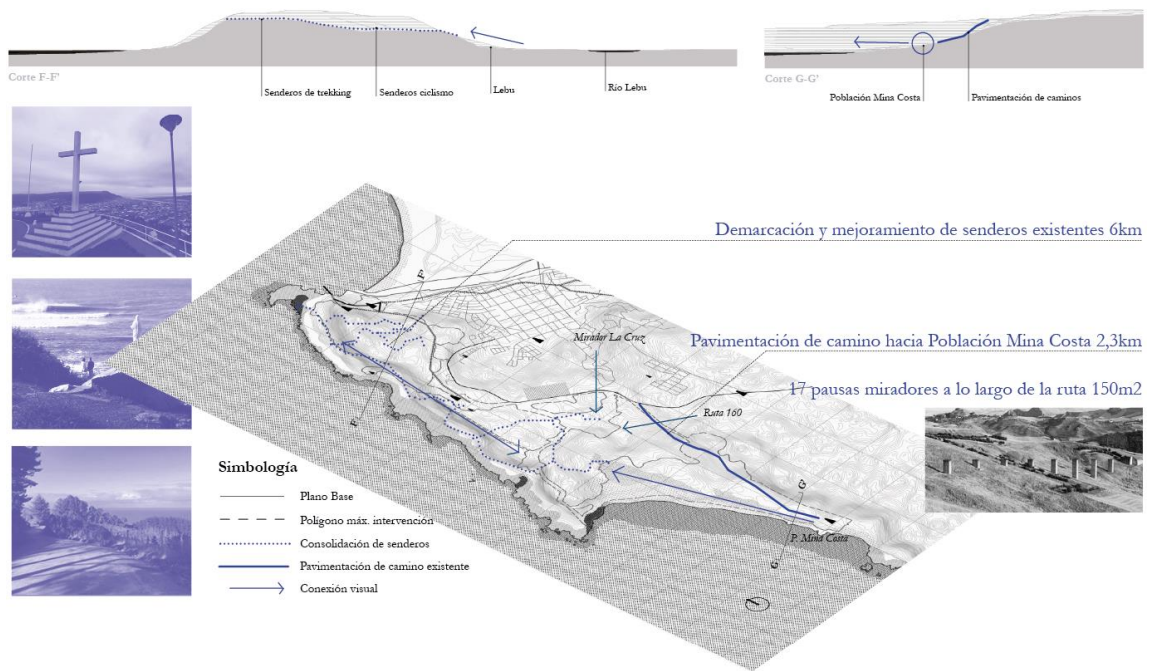 Corte F-F'
Senderos de trekking
Senderos ciclismo
Lebu
Río Lebu
Corte G-G'
Población Mina Costa
Pavimentación de caminos
Demarcación y mejoramiento de senderos existentes 6km
F'
Mirador La Cruz
Pavimentación de camino hacia Población Mina Costa 2,3km
17 pausas miradores a lo largo de la ruta 150m2
Ruta 160
F
G'
P. Mina Costa
G
Simbología
Plano Base
Polígono máx. intervención
Consolidación de senderos
Pavimentación de camino existente
Conexión visual